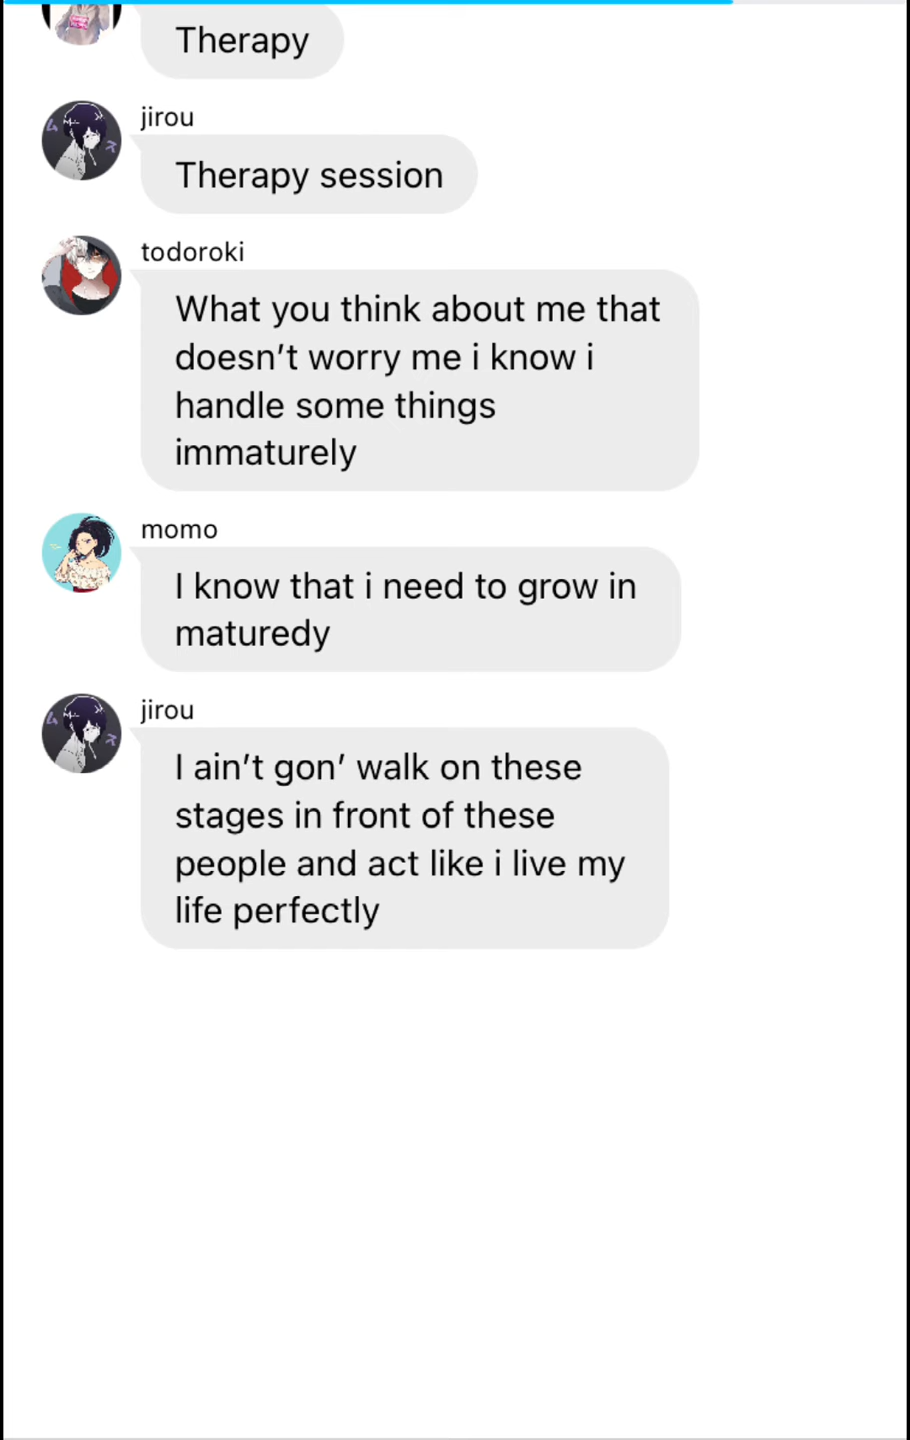 Therapy
jirou
Therapy session
todoroki
What you think about me that
doesn’t worry me i know i
handle some things
immaturely
momo
I know that i need to grow in
maturedy
jirou
I ain’t gon’ walk on these
stages in front of these
people and act like i live my
life perfectly